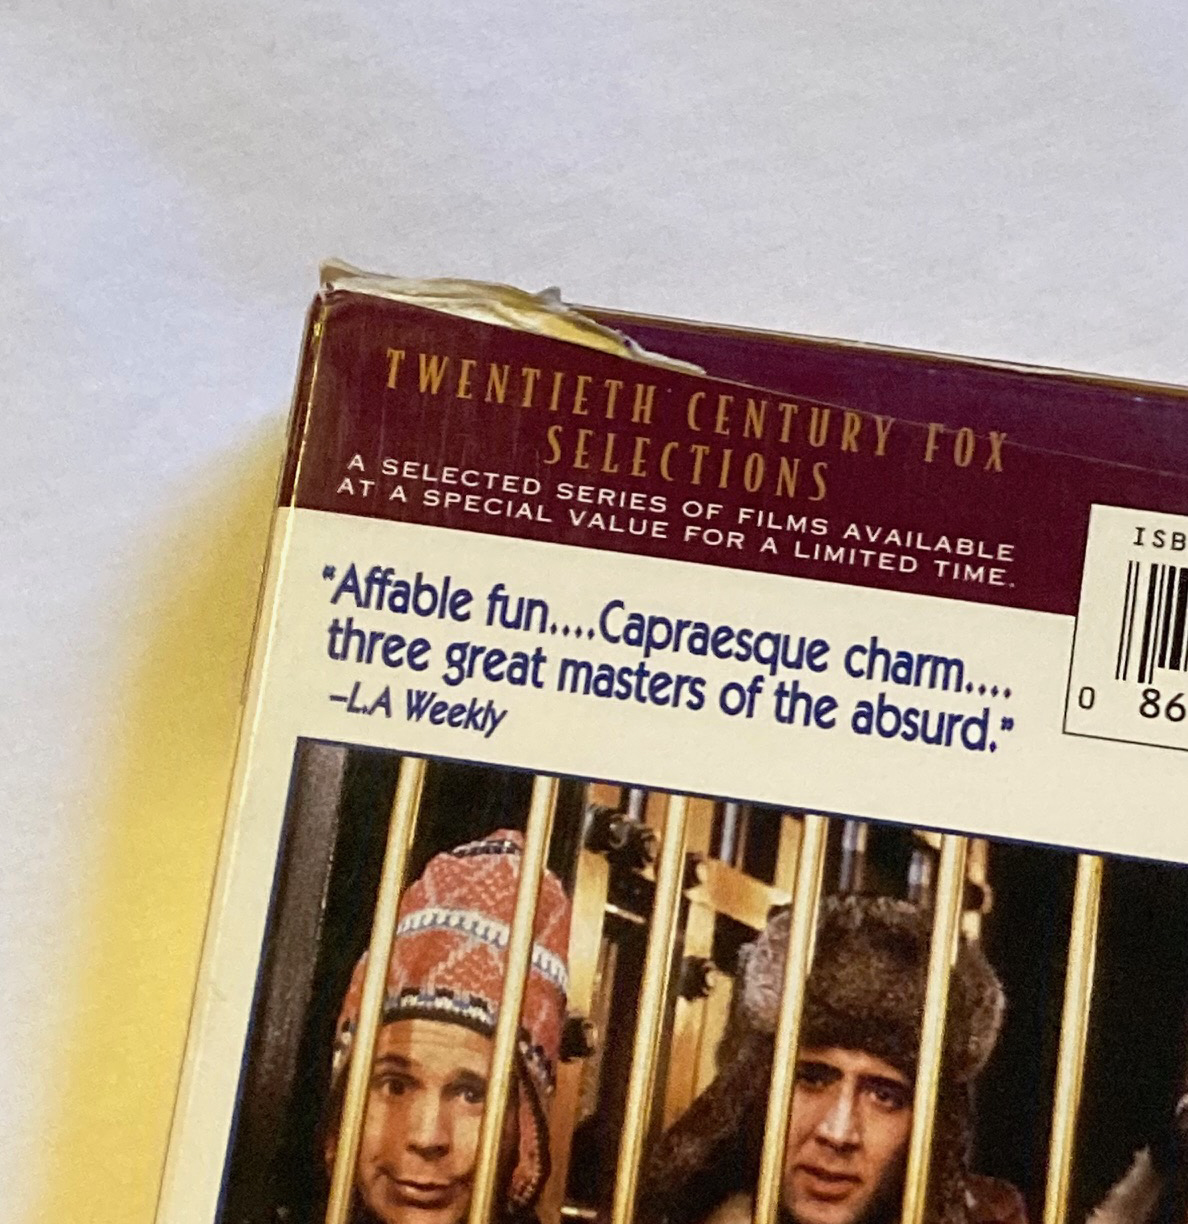 TWENTIETH CENTURY FOX
SELECTIONS
A SELECTED SERIES OF FILMS AVAILABLE
AT A SPECIAL VALUE FOR A LIMITED TIME.
"Affable fun....Capraesque charm....
three great masters of the absurd."
–L.A Weekly
ISB
0 86